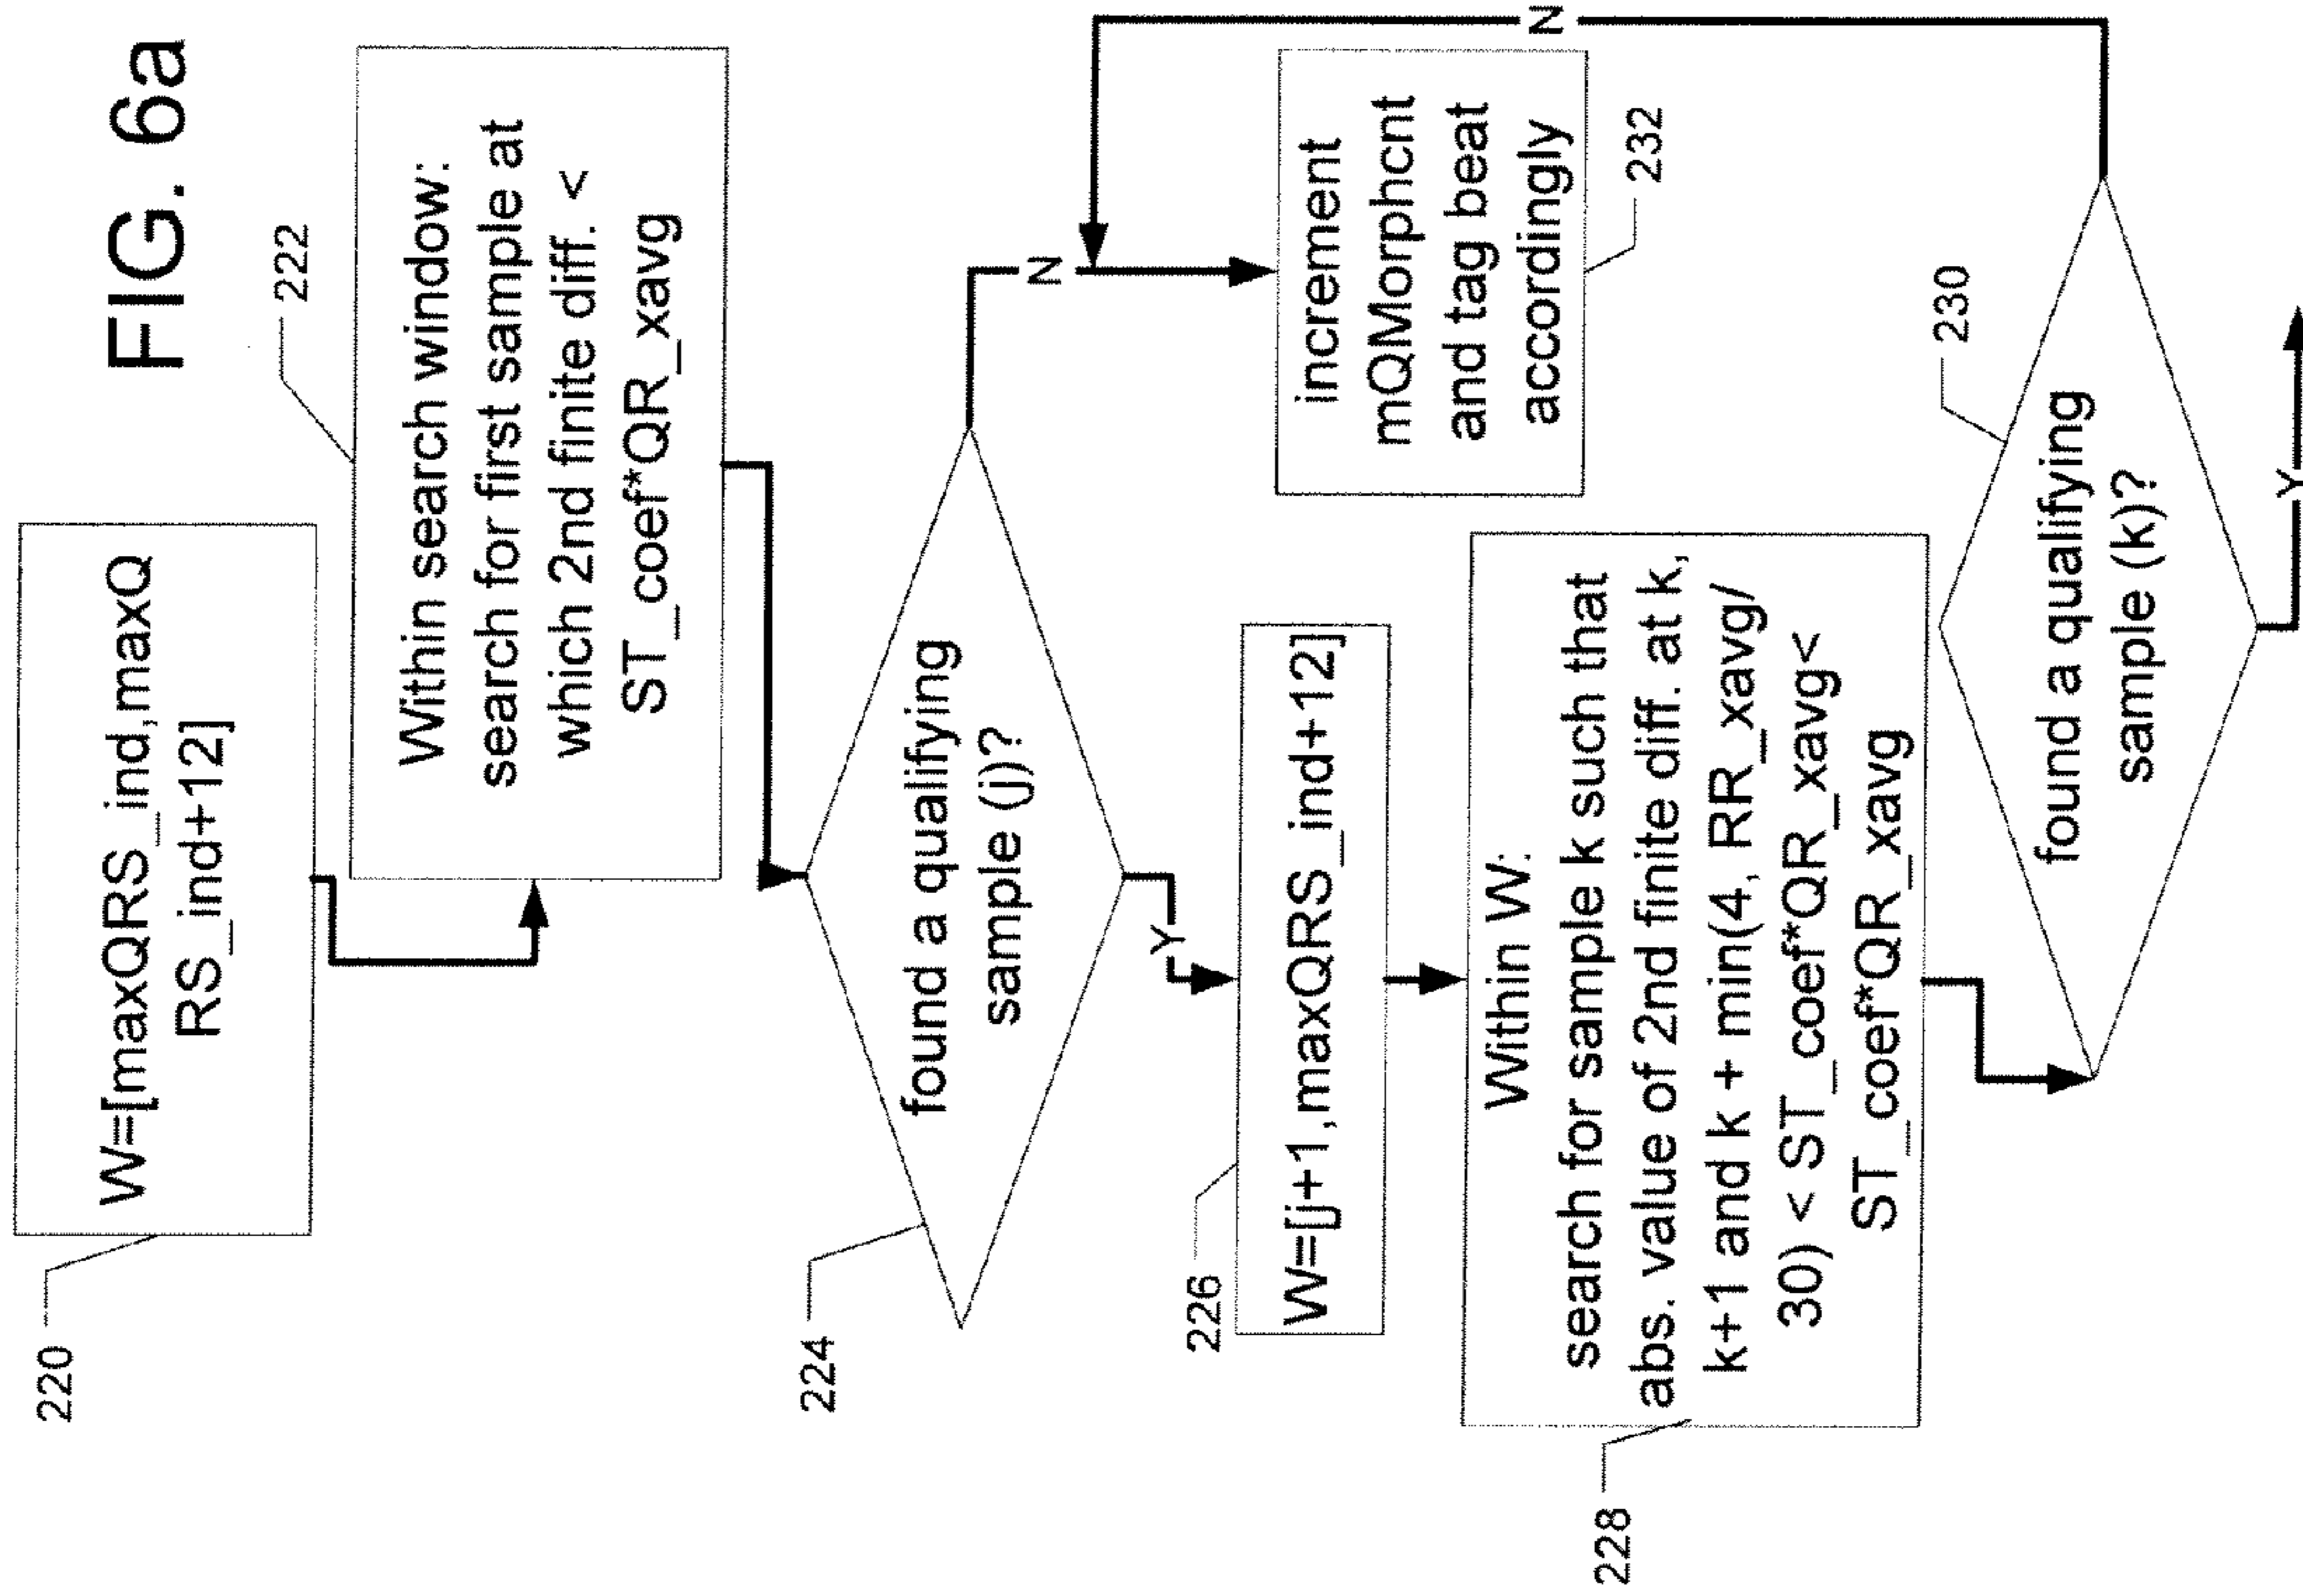 FIG. 6a
220
W=[maxQRS_ind,maxQ
RS_ind+12]
222
Within search window:
search for first sample at
which 2nd finite diff. <
ST_coef*QR_xavg
224
found a qualifying
sample (j)?
N
Y
226
W=[j+1,maxQRS_ind+12]
increment
mQMorphcnt
and tag beat
accordingly
232
228
Within W:
search for sample k such that
abs. value of 2nd finite diff. at k,
k+1 and k + min(4, RR_xavg/
30) < ST_coef*QR_xavg<
ST_coef*QR_xavg
230
found a qualifying
sample (k)?
N
Y